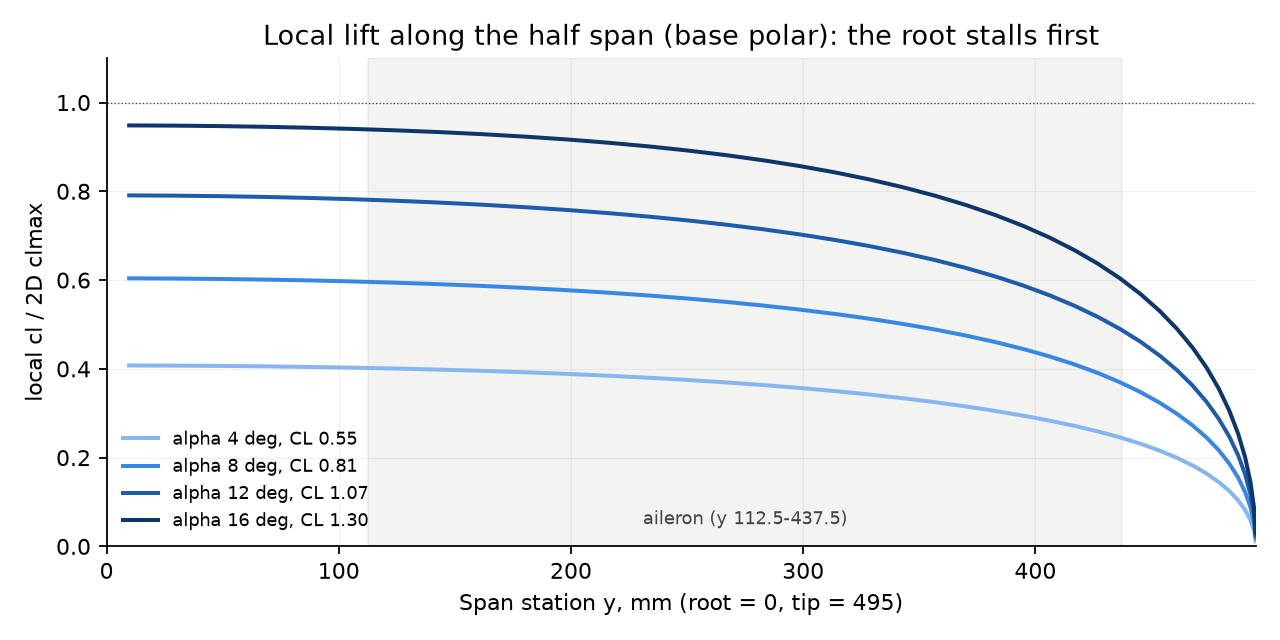 Local lift along the half span (base polar): the root stalls first
local cl / 2D clmax
1.0
0.8
0.6
0.4
0.2
0.0
alpha 4 deg, CL 0.55
alpha 8 deg, CL 0.81
alpha 12 deg, CL 1.07
alpha 16 deg, CL 1.30
aileron (y 112.5-437.5)
0 100 200 300 400
Span station y, mm (root = 0, tip = 495)